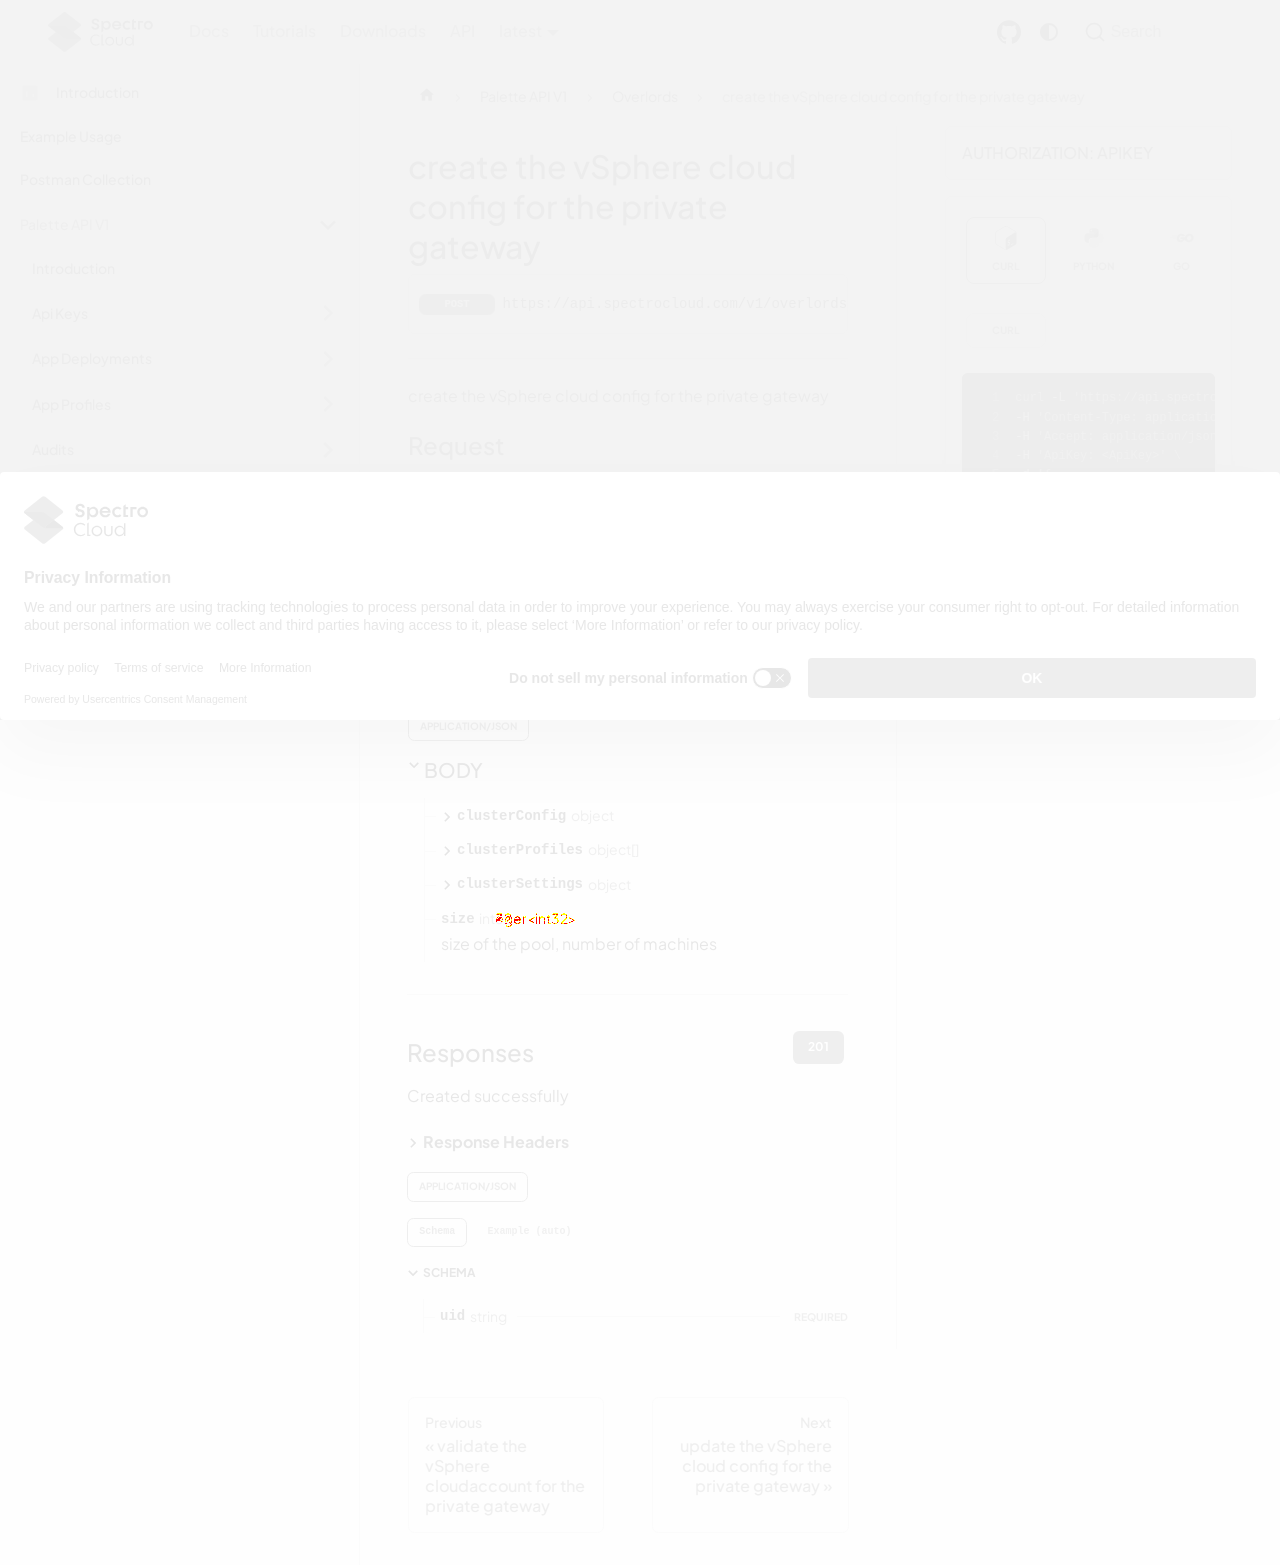 Spectro Cloud
Docs Tutorials Downloads API latest Search
Introduction
Example Usage
Postman Collection
Palette API V1
Introduction
Api Keys
App Deployments
App Profiles
Audits
Palette API V1 Overlords create the vSphere cloud config for the private gateway
create the vSphere cloud
config for the private
gateway
POST https://api.spectrocloud.com/v1/overlords
create the vSphere cloud config for the private gateway
Request
AUTHORIZATION: APIKEY
CURL PYTHON GO
CURL
Spectro
Cloud
Privacy Information
We and our partners are using tracking technologies to process personal data in order to improve your experience. You may always exercise your consumer right to opt-out. For detailed information
about personal information we collect and third parties having access to it, please select 'More Information' or refer to our privacy policy.
Privacy policy Terms of service More Information
Do not sell my personal information
OK
Powered by Usercentrics Consent Management
APPLICATION/JSON
BODY
clusterConfig object
clusterProfiles object[]
clusterSettings object
size <int32>
size of the pool, number of machines
Responses
201
Created successfully
Response Headers
APPLICATION/JSON
Schema Example (auto)
SCHEMA
uid string REQUIRED
Previous
« validate the
vSphere
cloudaccount for the
private gateway
Next
update the vSphere
cloud config for the
private gateway »